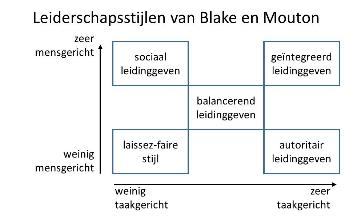 Leiderschapsstijlen van Blake en Mouton
zeer
mensgericht
sociaal
leidinggeven
geïntegreerd
leidinggeven
balancerend
leidinggeven
weinig
mensgericht
laissez-faire
stijl
autoritair
leidinggeven
weinig
taakgericht
zeer
taakgericht